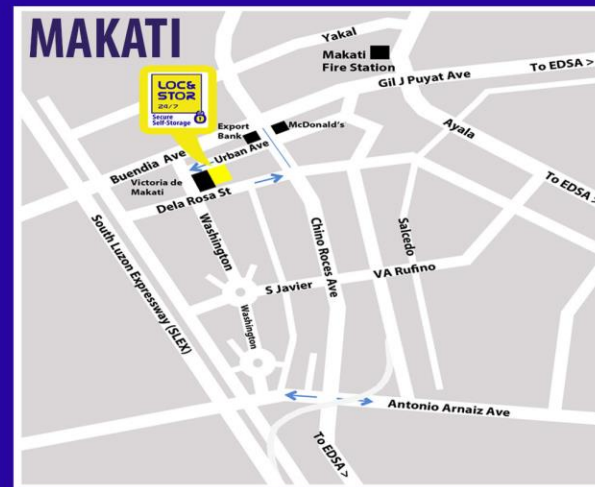 MAKATI
Yakal
Makati
Fire Station
To EDSA >
Gil J Puyat Ave
LOC&
STOR
24/7
Secure
Self-Storage
Export
Bank
McDonald's
Ayala
Urban Ave
Buendia Ave
To EDSA >
Victoria de
Makati
Dela Rosa St
Washington
South Luzon Expressway (SLEX)
Chino Roces Ave
Salcedo
VA Rufino
S Javier
Washington
Antonio Arnaiz Ave
To EDSA >